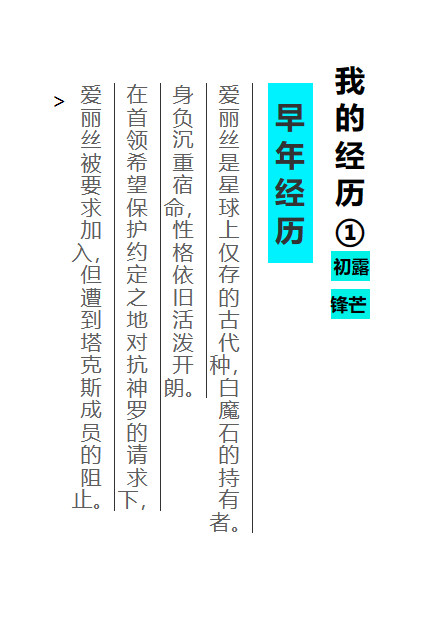 我的经历①
初露
锋芒
早年经历
爱丽丝是星球上仅存的古代种，白魔石的持有者。
身负沉重宿命，性格依旧活泼开朗。
在首领希望保护约定之地对抗神罗的请求下，
爱丽丝被要求加入，但遭到塔克斯成员的阻止。
>